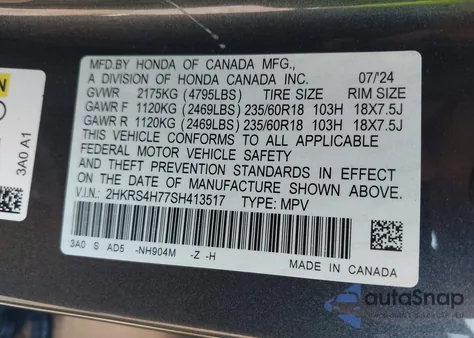 MFD.BY HONDA OF CANADA MFG.,
A DIVISION OF HONDA CANADA INC. 07/'24
GVWR 2175KG (4795LBS) TIRE SIZE RIM SIZE
GAWR F 1120KG (2469LBS) 235/60R18 103H 18X7.5J
GAWR R 1120KG (2469LBS) 235/60R18 103H 18X7.5J
THIS VEHICLE CONFORMS TO ALL APPLICABLE
FEDERAL MOTOR VEHICLE SAFETY
AND THEFT PREVENTION STANDARDS IN EFFECT
ON THE DATE OF MANUFACTURE SHOWN ABOVE.
V.I.N.: 2HKRS4H77SH413517 TYPE: MPV
3A0 S AD5 -NH904M -Z -H
MADE IN CANADA
3A0 A1
autoSnap